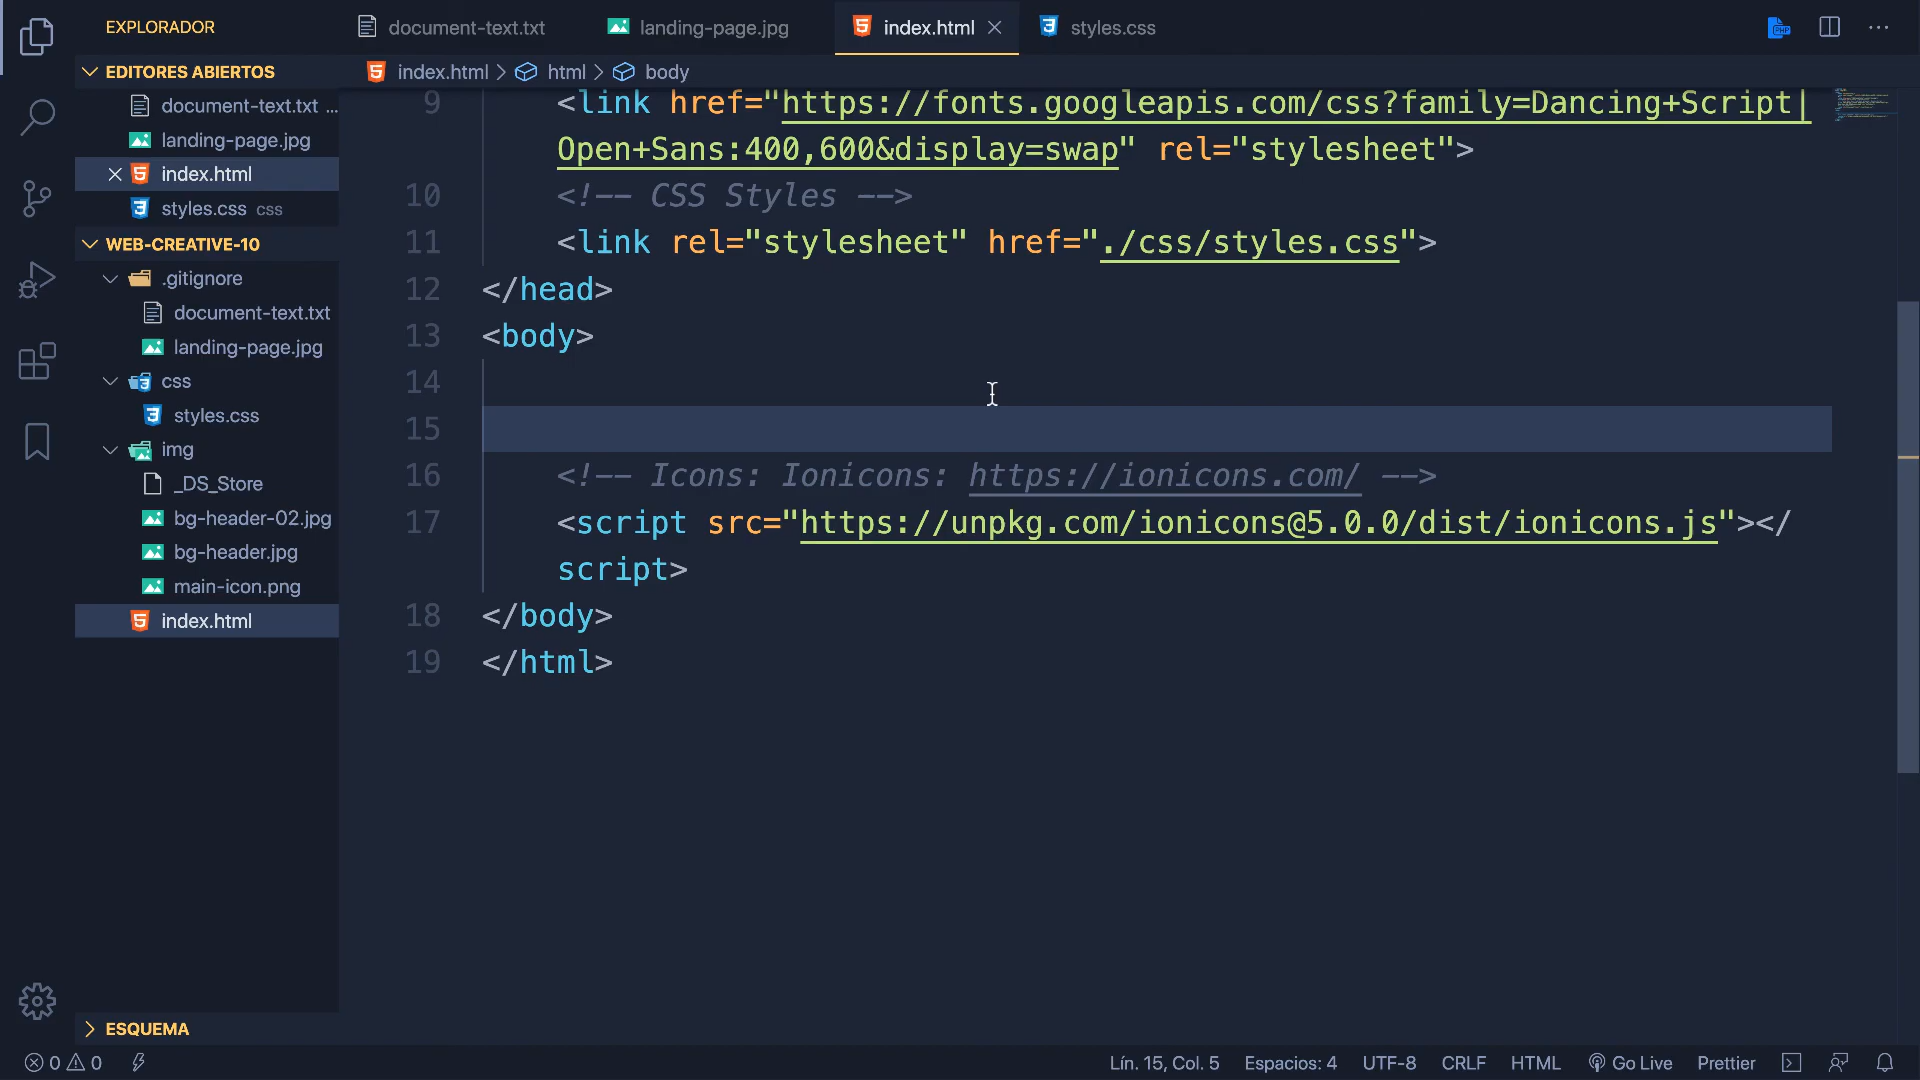 EXPLORADOR
EDITORES ABIERTOS
document-text.txt ...
landing-page.jpg
index.html
styles.css css
WEB-CREATIVE-10
.gitignore
document-text.txt
landing-page.jpg
css
styles.css
img
_DS_Store
bg-header-02.jpg
bg-header.jpg
main-icon.png
index.html
ESQUEMA
document-text.txt landing-page.jpg index.html styles.css
index.html > html > body
9 <link href="https://fonts.googleapis.com/css?family=Dancing+Script|
Open+Sans:400,600&display=swap" rel="stylesheet">
10 <!-- CSS Styles -->
11 <link rel="stylesheet" href="./css/styles.css">
12 </head>
13 <body>
14
15
16 <!-- Icons: Ionicons: https://ionicons.com/ -->
17 <script src="https://unpkg.com/ionicons@5.0.0/dist/ionicons.js"></
script>
18 </body>
19 </html>
0 0 Lín. 15, Col. 5 Espacios: 4 UTF-8 CRLF HTML Go Live Prettier